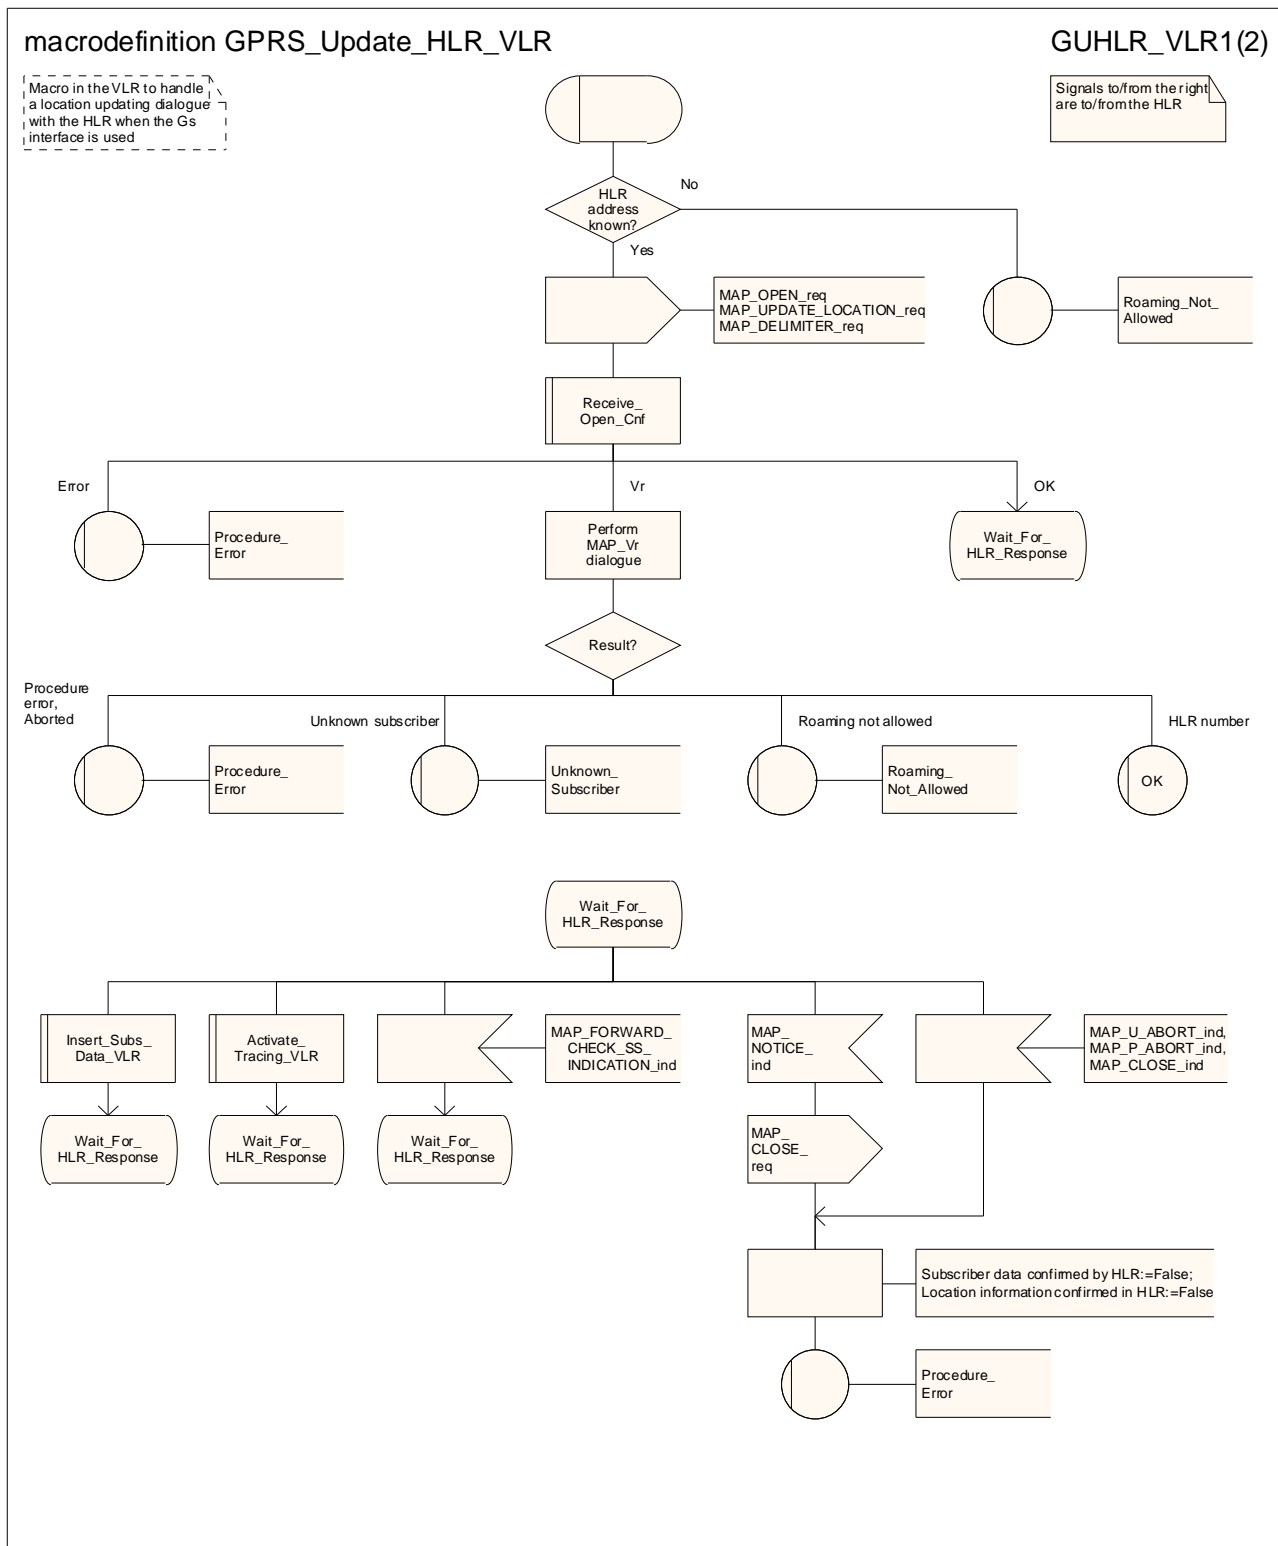 macrodefinition GPRS_Update_HLR_VLR
GUHLR_VLR1(2)
Macro in the VLR to handle
a location updating dialogue
with the HLR when the Gs
interface is used
Signals to/from the right
are to/from the HLR
HLR
address
known?
No
Yes
MAP_OPEN_req
MAP_UPDATE_LOCATION_req
MAP_DELIMITER_req
Roaming_Not_
Allowed
Receive_
Open_Cnf
Error
Vr
OK
Procedure_
Error
Perform
MAP_Vr
dialogue
Wait_For_
HLR_Response
Result?
Procedure
error,
Aborted
Unknown subscriber
Roaming not allowed
HLR number
Procedure_
Error
Unknown_
Subscriber
Roaming_
Not_Allowed
OK
Wait_For_
HLR_Response
Insert_Subs_
Data_VLR
Activate_
Tracing_VLR
MAP_FORWARD_
CHECK_SS_
INDICATION_ind
MAP_
NOTICE_
ind
MAP_U_ABORT_ind,
MAP_P_ABORT_ind,
MAP_CLOSE_ind
Wait_For_
HLR_Response
Wait_For_
HLR_Response
Wait_For_
HLR_Response
MAP_
CLOSE_
req
Subscriber data confirmed by HLR:=False;
Location information confirmed in HLR:=False
Procedure_
Error